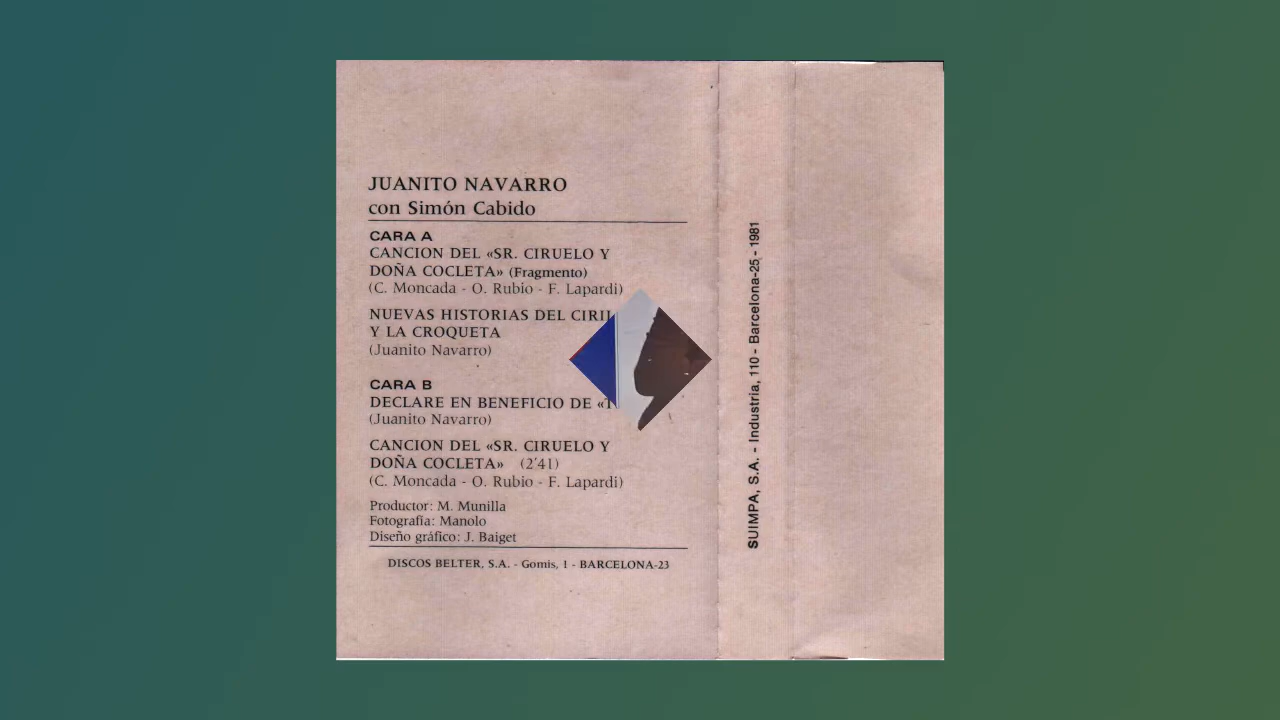 JUANITO NAVARRO
con Simón Cabido
CARA A
CANCION DEL «SR. CIRUELO Y
DOÑA COCLETA» (Fragmento)
(C. Moncada - O. Rubio - F. Lapardi)
NUEVAS HISTORIAS DEL
Y LA CROQUETA
(Juanito Navarro)
CARA B
DECLARE EN BENEFICIO DE
(Juanito Navarro)
CANCION DEL «SR. CIRUELO Y
DOÑA COCLETA» (2'41)
(C. Moncada - O. Rubio - F. Lapardi)
Productor: M. Munilla
Fotografía: Manolo
Diseño gráfico: J. Baiget
DISCOS BELTER, S.A. - Gomis, 1 - BARCELONA-23
SUIMPA, S.A. - Industria, 110 - Barcelona-25 - 1981